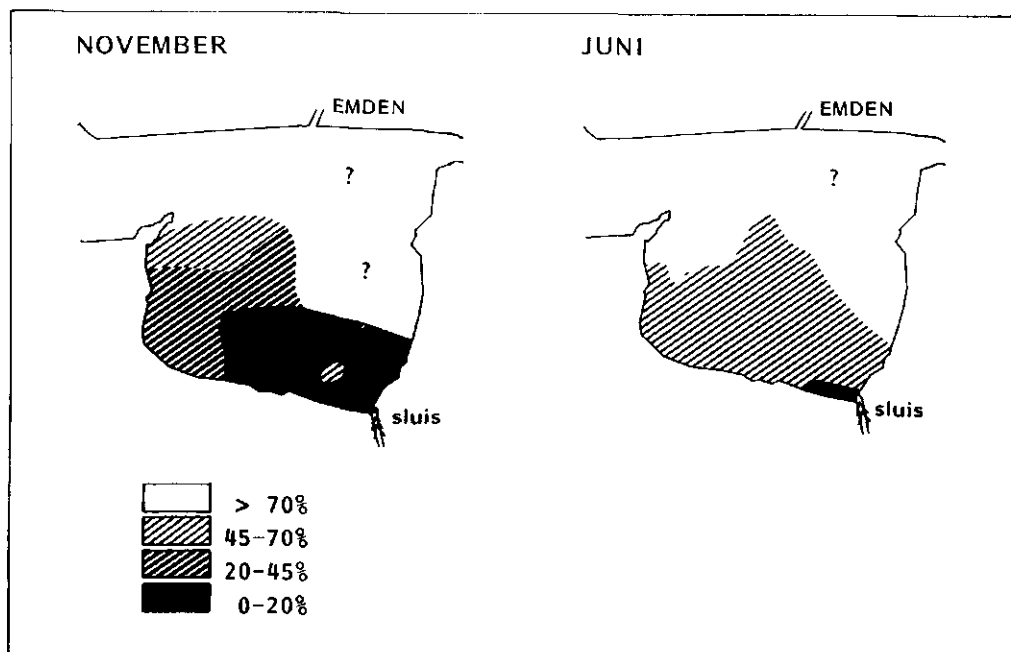 NOVEMBER
EMDEN
?
?
sluis
JUNI
EMDEN
?
sluis
> 70%
45-70%
20-45%
0-20%